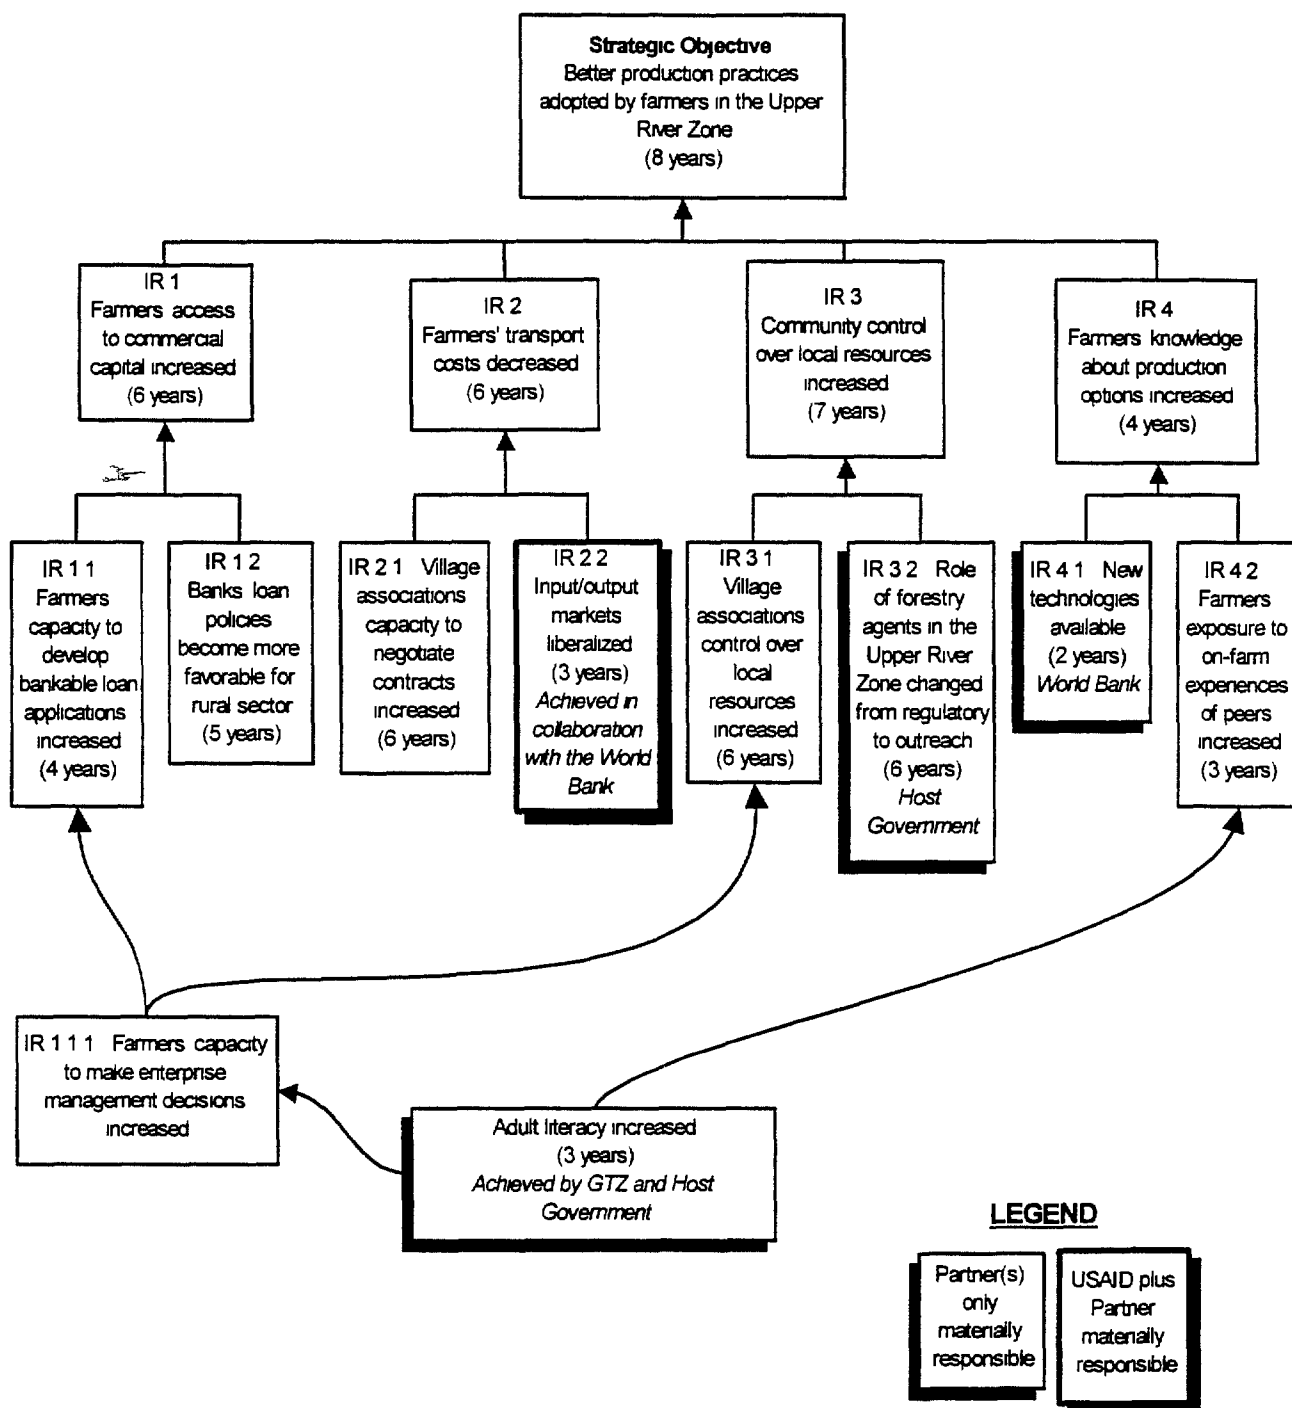 Strategic Objective
Better production practices
adopted by farmers in the Upper
River Zone
(8 years)
IR 1
Farmers access
to commercial
capital increased
(6 years)
IR 2
Farmers' transport
costs decreased
(6 years)
IR 3
Community control
over local resources
increased
(7 years)
IR 4
Farmers knowledge
about production
options increased
(4 years)
IR 1 1
Farmers
capacity to
develop
bankable loan
applications
increased
(4 years)
IR 1 2
Banks loan
policies
become more
favorable for
rural sector
(5 years)
IR 2 1 Village
associations
capacity to
negotiate
contracts
increased
(6 years)
IR 2 2
Input/output
markets
liberalized
(3 years)
Achieved in
collaboration
with the World
Bank
IR 3 1
Village
associations
control over
local
resources
increased
(6 years)
IR 3 2 Role
of forestry
agents in the
Upper River
Zone changed
from regulatory
to outreach
(6 years)
Host
Government
IR 4 1 New
technologies
available
(2 years)
World Bank
IR 4 2
Farmers
exposure to
on-farm
experiences
of peers
increased
(3 years)
IR 1 1 1 Farmers capacity
to make enterprise
management decisions
increased
Adult literacy increased
(3 years)
Achieved by GTZ and Host
Government
LEGEND
Partner(s)
only
materially
responsible
USAID plus
Partner
materially
responsible